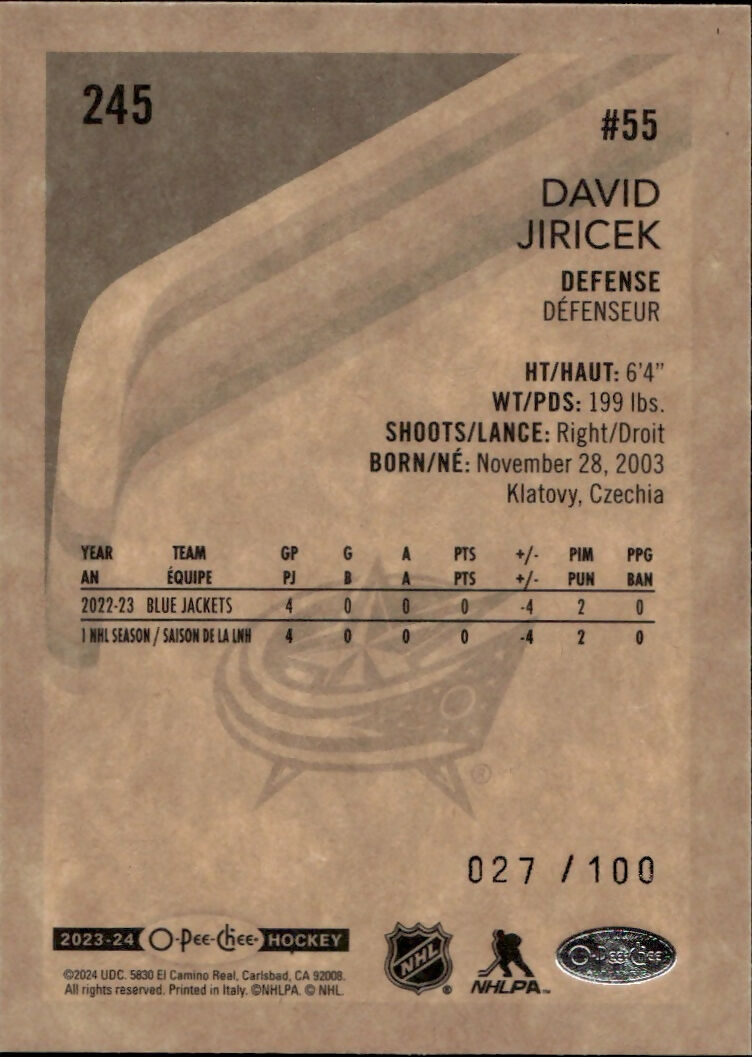 245
#55
DAVID
JIRICEK
DEFENSE
DÉFENSEUR
HT/HAUT: 6'4"
WT/PDS: 199 lbs.
SHOOTS/LANCE: Right/Droit
BORN/NÉ: November 28, 2003
Klatovy, Czechia
YEAR TEAM GP G A PTS +/- PIM PPG
AN ÉQUIPE PJ B A PTS +/- PUN BAN
2022-23 BLUE JACKETS 4 0 0 0 -4 2 0
1 NHL SEASON / SAISON DE LA LNH 4 0 0 0 -4 2 0
®
027 / 100
2023-24 O-Pee-Chee HOCKEY
©2024 UDC. 5830 El Camino Real, Carlsbad, CA 92008.
All rights reserved. Printed in Italy. ©NHLPA. © NHL.
NHL ®
NHLPA™
O-Pee-Chee